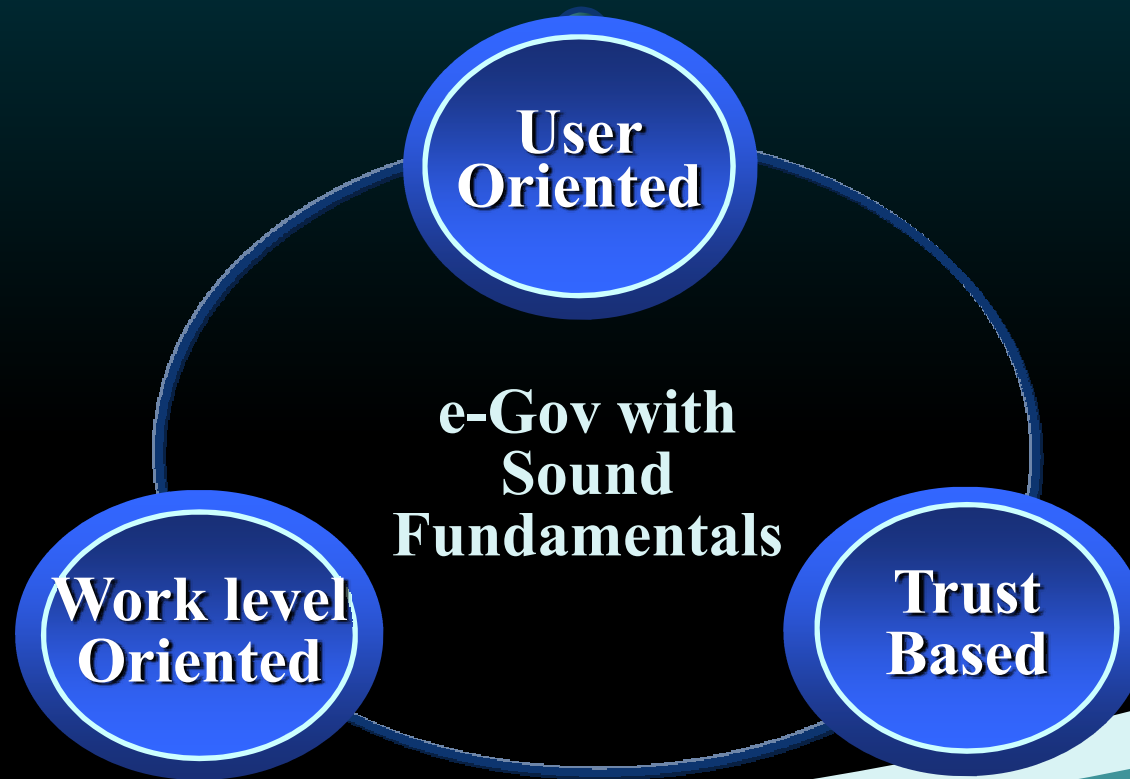 User
Oriented
e-Gov with
Sound
Fundamentals
Work level
Oriented
Trust
Based